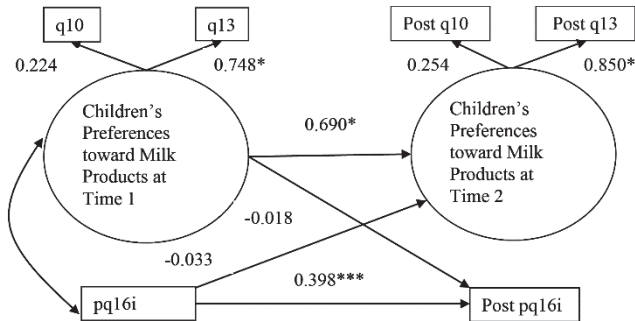 q10
q13
Post q10
Post q13
0.224
0.748*
0.254
0.850*
Children's
Preferences
toward Milk
Products at
Time 1
0.690*
Children's
Preferences
toward Milk
Products at
Time 2
-0.018
-0.033
0.398***
pq16i
Post pq16i